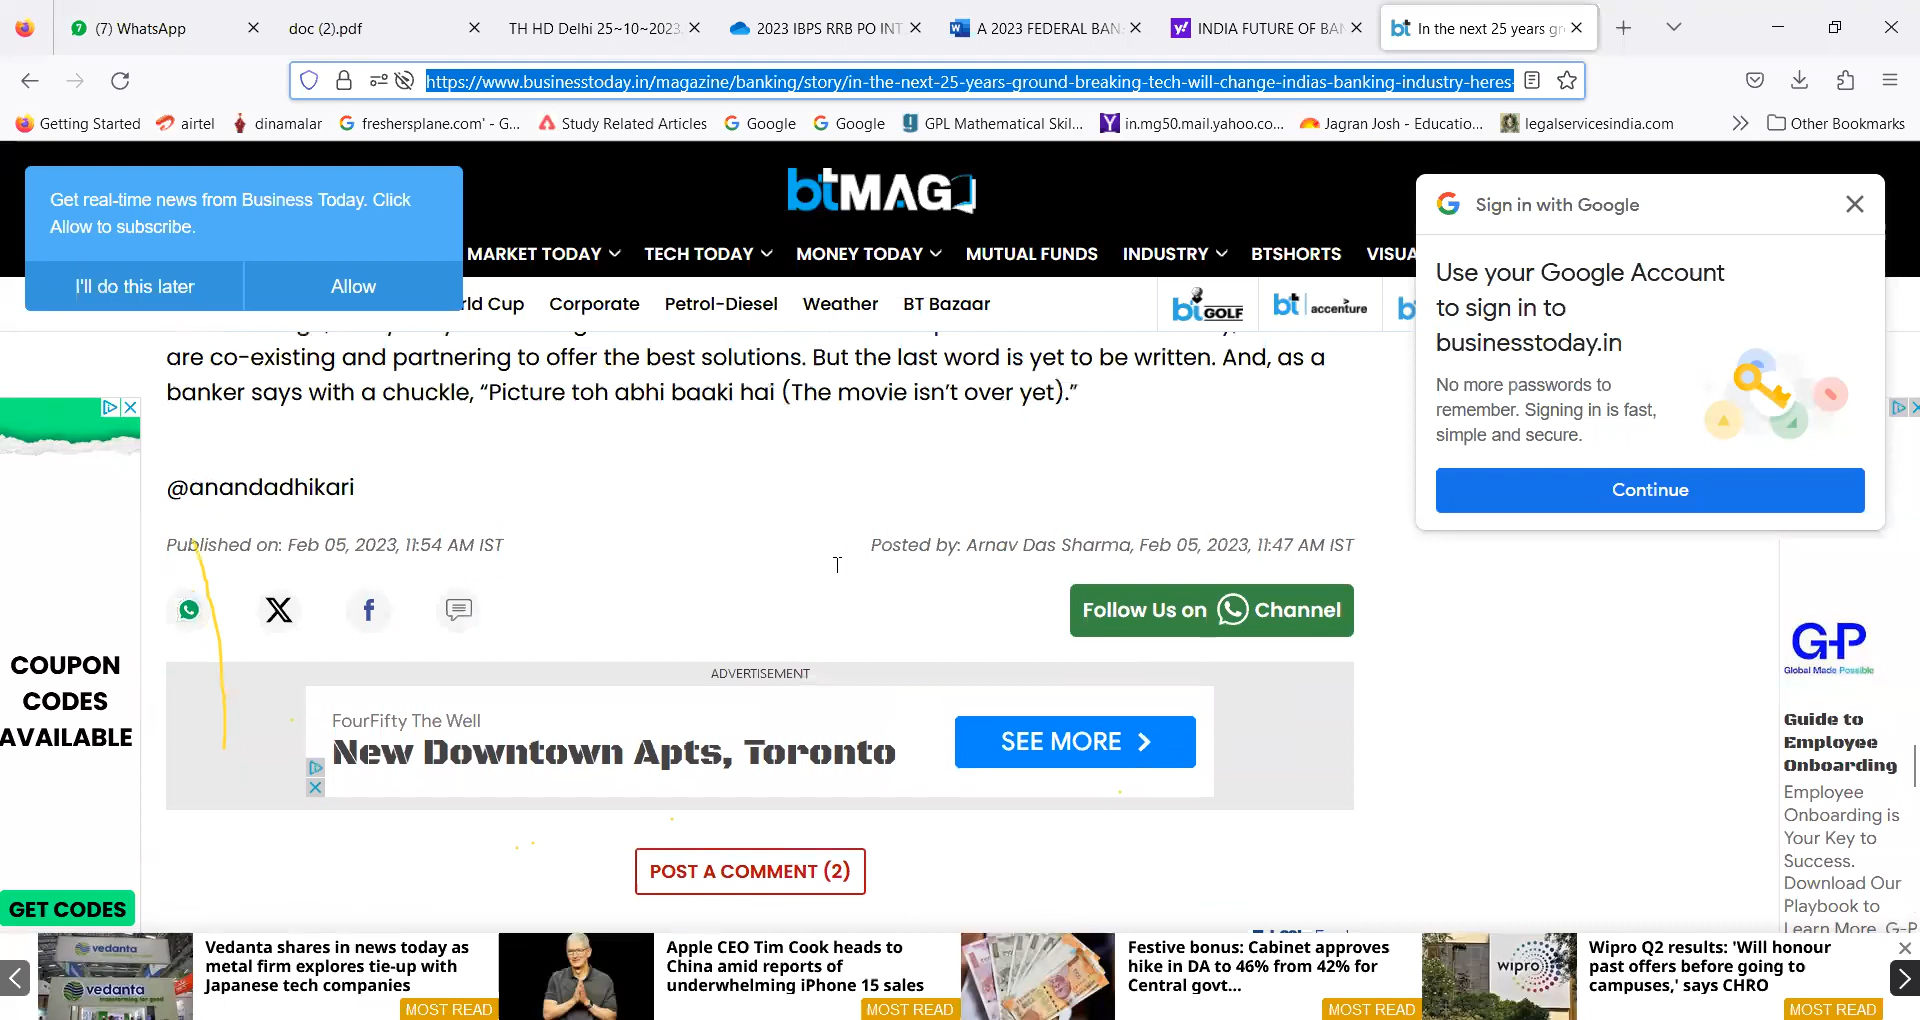 (7) WhatsApp
doc (2).pdf
TH HD Delhi 25~10~2023
2023 IBPS RRB PO INT
A 2023 FEDERAL BAN
INDIA FUTURE OF BAN
In the next 25 years gr
https://www.businesstoday.in/magazine/banking/story/in-the-next-25-years-ground-breaking-tech-will-change-indias-banking-industry-heres-
Getting Started
airtel
dinamalar
freshersplane.com' - G...
Study Related Articles
Google
Google
GPL Mathematical Skil...
in.mg50.mail.yahoo.co...
Jagran Josh - Educatio...
legalservicesindia.com
Other Bookmarks
Get real-time news from Business Today. Click
Allow to subscribe.
I'll do this later
Allow
btMAG
Sign in with Google
Use your Google Account
to sign in to
businesstoday.in
No more passwords to
remember. Signing in is fast,
simple and secure.
Continue
MARKET TODAY
TECH TODAY
MONEY TODAY
MUTUAL FUNDS
INDUSTRY
BTSHORTS
VISUA
ld Cup
Corporate
Petrol-Diesel
Weather
BT Bazaar
bt GOLF
bt accenture
are co-existing and partnering to offer the best solutions. But the last word is yet to be written. And, as a
banker says with a chuckle, “Picture toh abhi baaki hai (The movie isn’t over yet).”
@anandadhikari
Published on: Feb 05, 2023, 11:54 AM IST
Posted by: Arnav Das Sharma, Feb 05, 2023, 11:47 AM IST
Follow Us on Channel
ADVERTISEMENT
FourFifty The Well
New Downtown Apts, Toronto
SEE MORE
COUPON
CODES
AVAILABLE
GET CODES
G-P
Global Made Possible
Guide to
Employee
Onboarding
Employee
Onboarding is
Your Key to
Success.
Download Our
Playbook to
Learn More. G-P
POST A COMMENT (2)
vedanta
vedanta
transforming for good
Vedanta shares in news today as
metal firm explores tie-up with
Japanese tech companies
MOST READ
Apple CEO Tim Cook heads to
China amid reports of
underwhelming iPhone 15 sales
MOST READ
Festive bonus: Cabinet approves
hike in DA to 46% from 42% for
Central govt...
MOST READ
wipro
Wipro Q2 results: 'Will honour
past offers before going to
campuses,' says CHRO
MOST READ